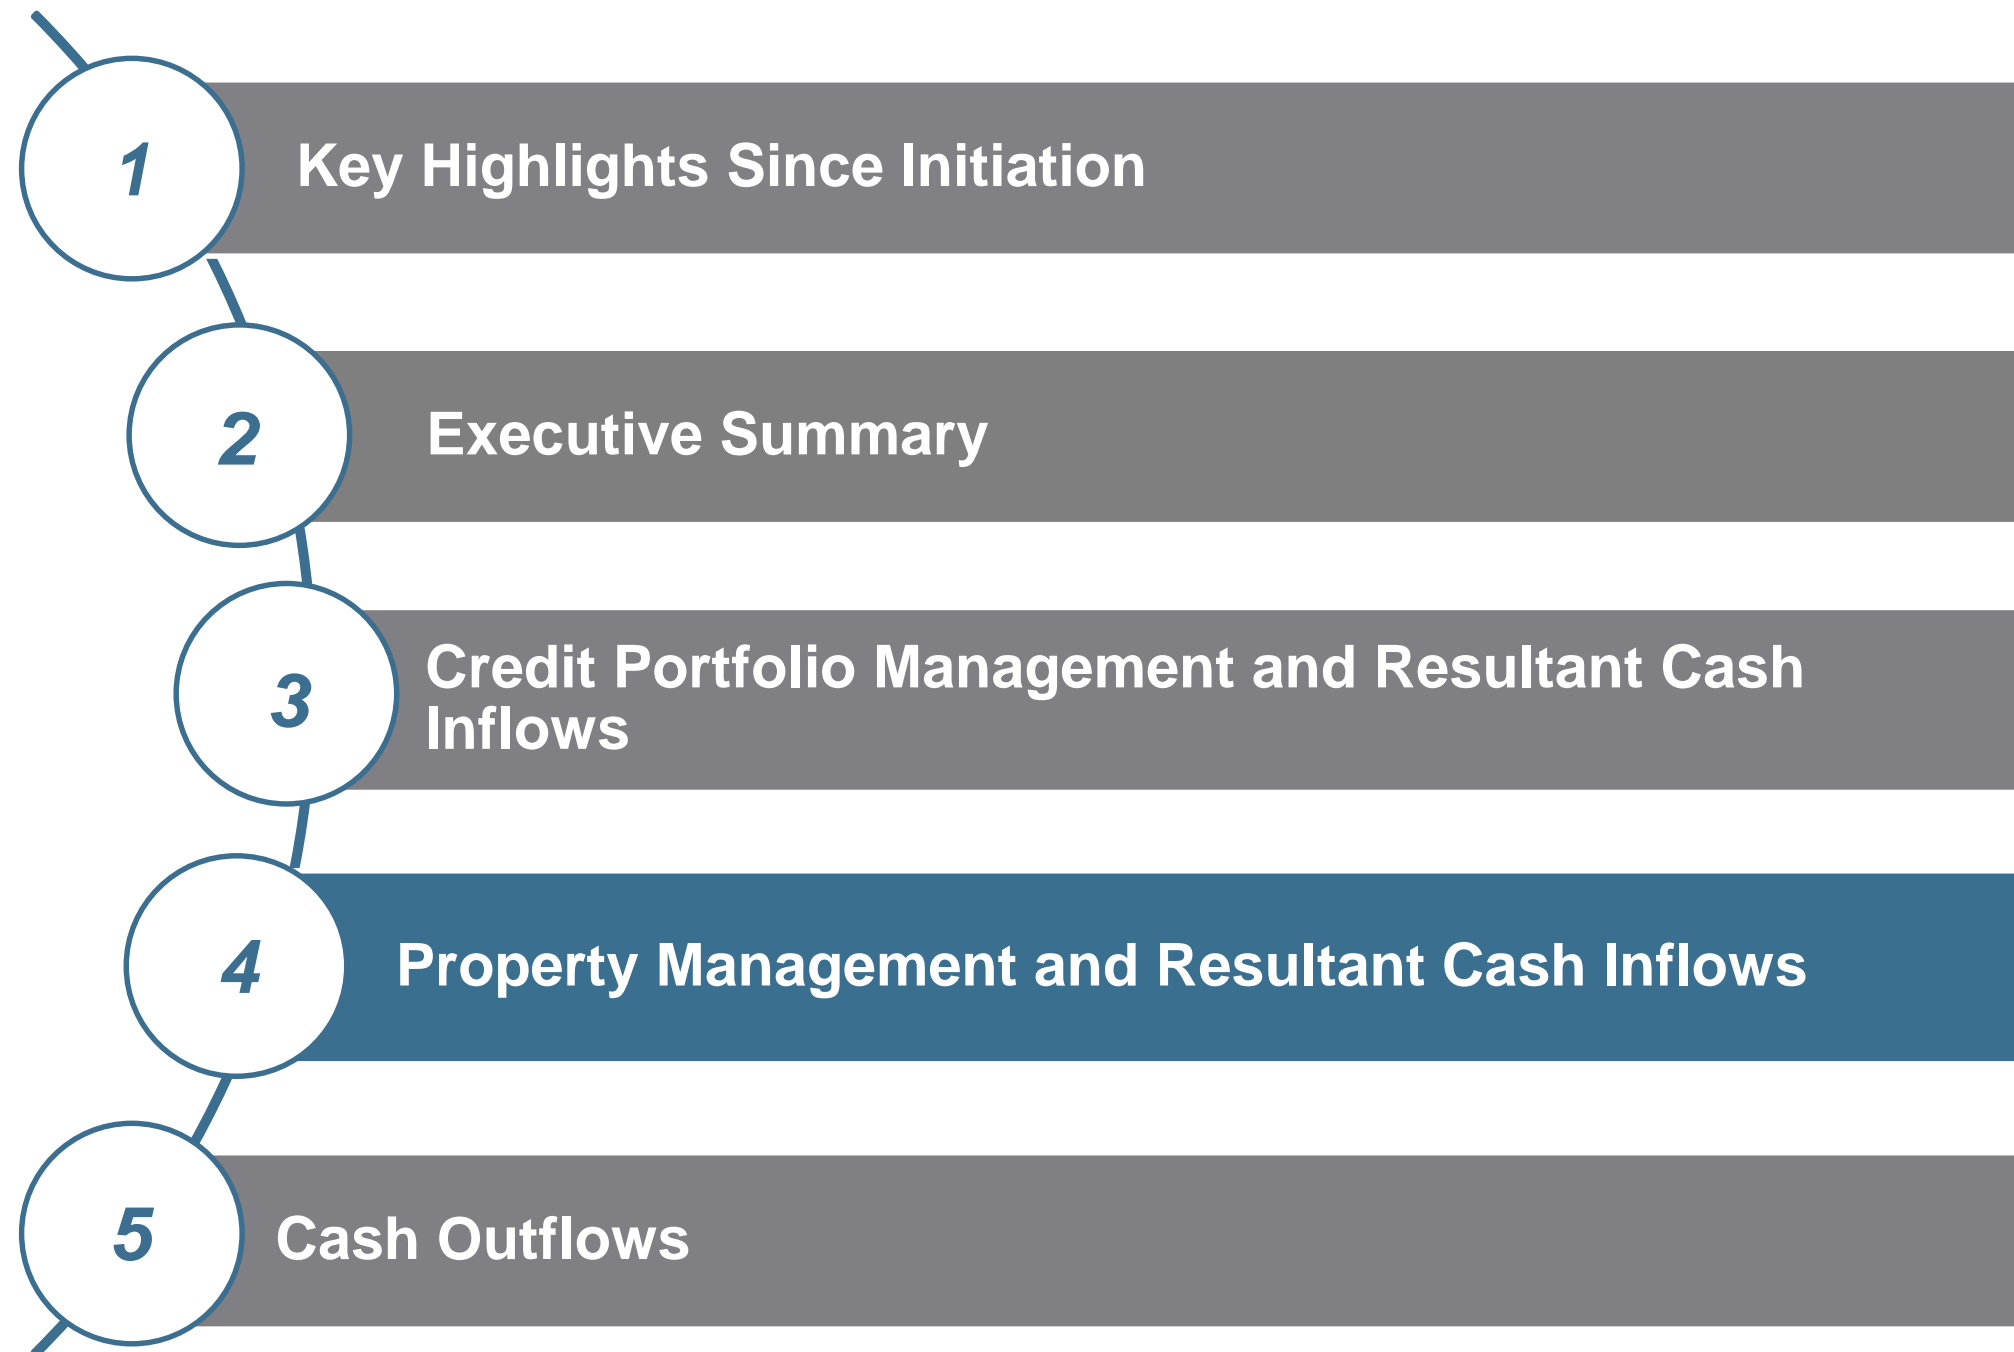 1
Key Highlights Since Initiation
2
Executive Summary
3
Credit Portfolio Management and Resultant Cash
Inflows
4
Property Management and Resultant Cash Inflows
5
Cash Outflows